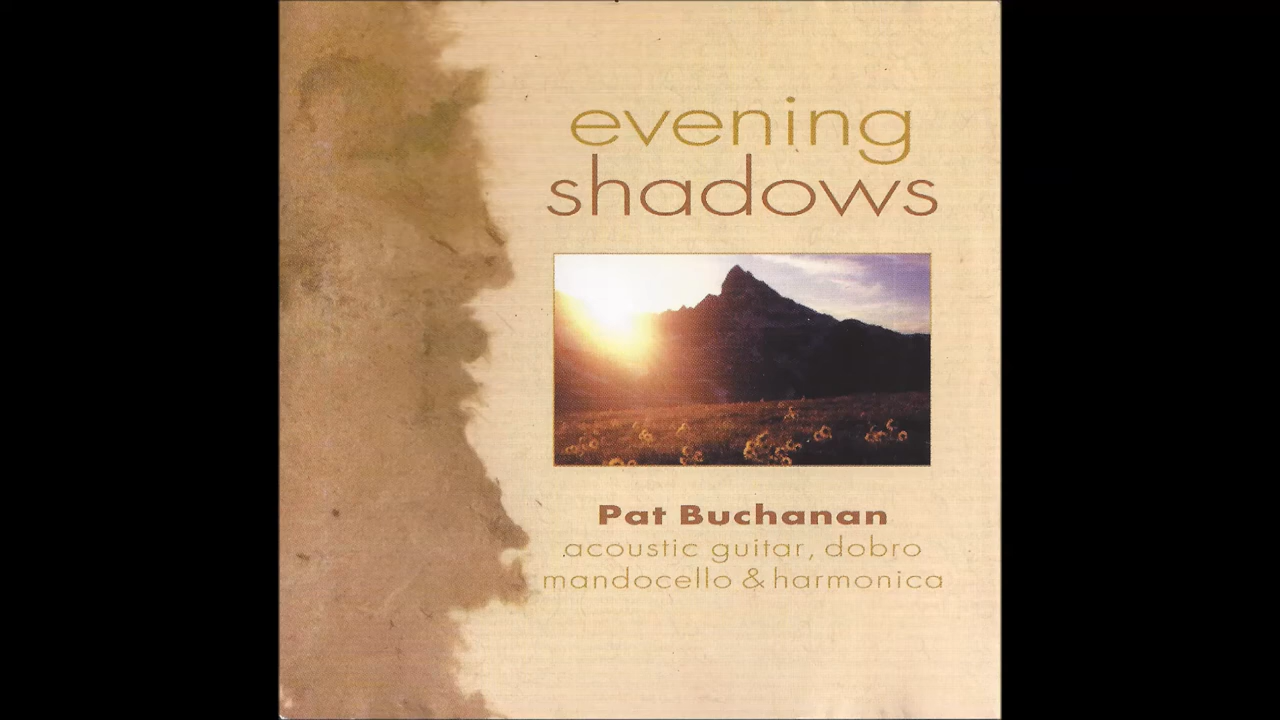 evening
shadows
Pat Buchanan
acoustic guitar, dobro
mandocello & harmonica